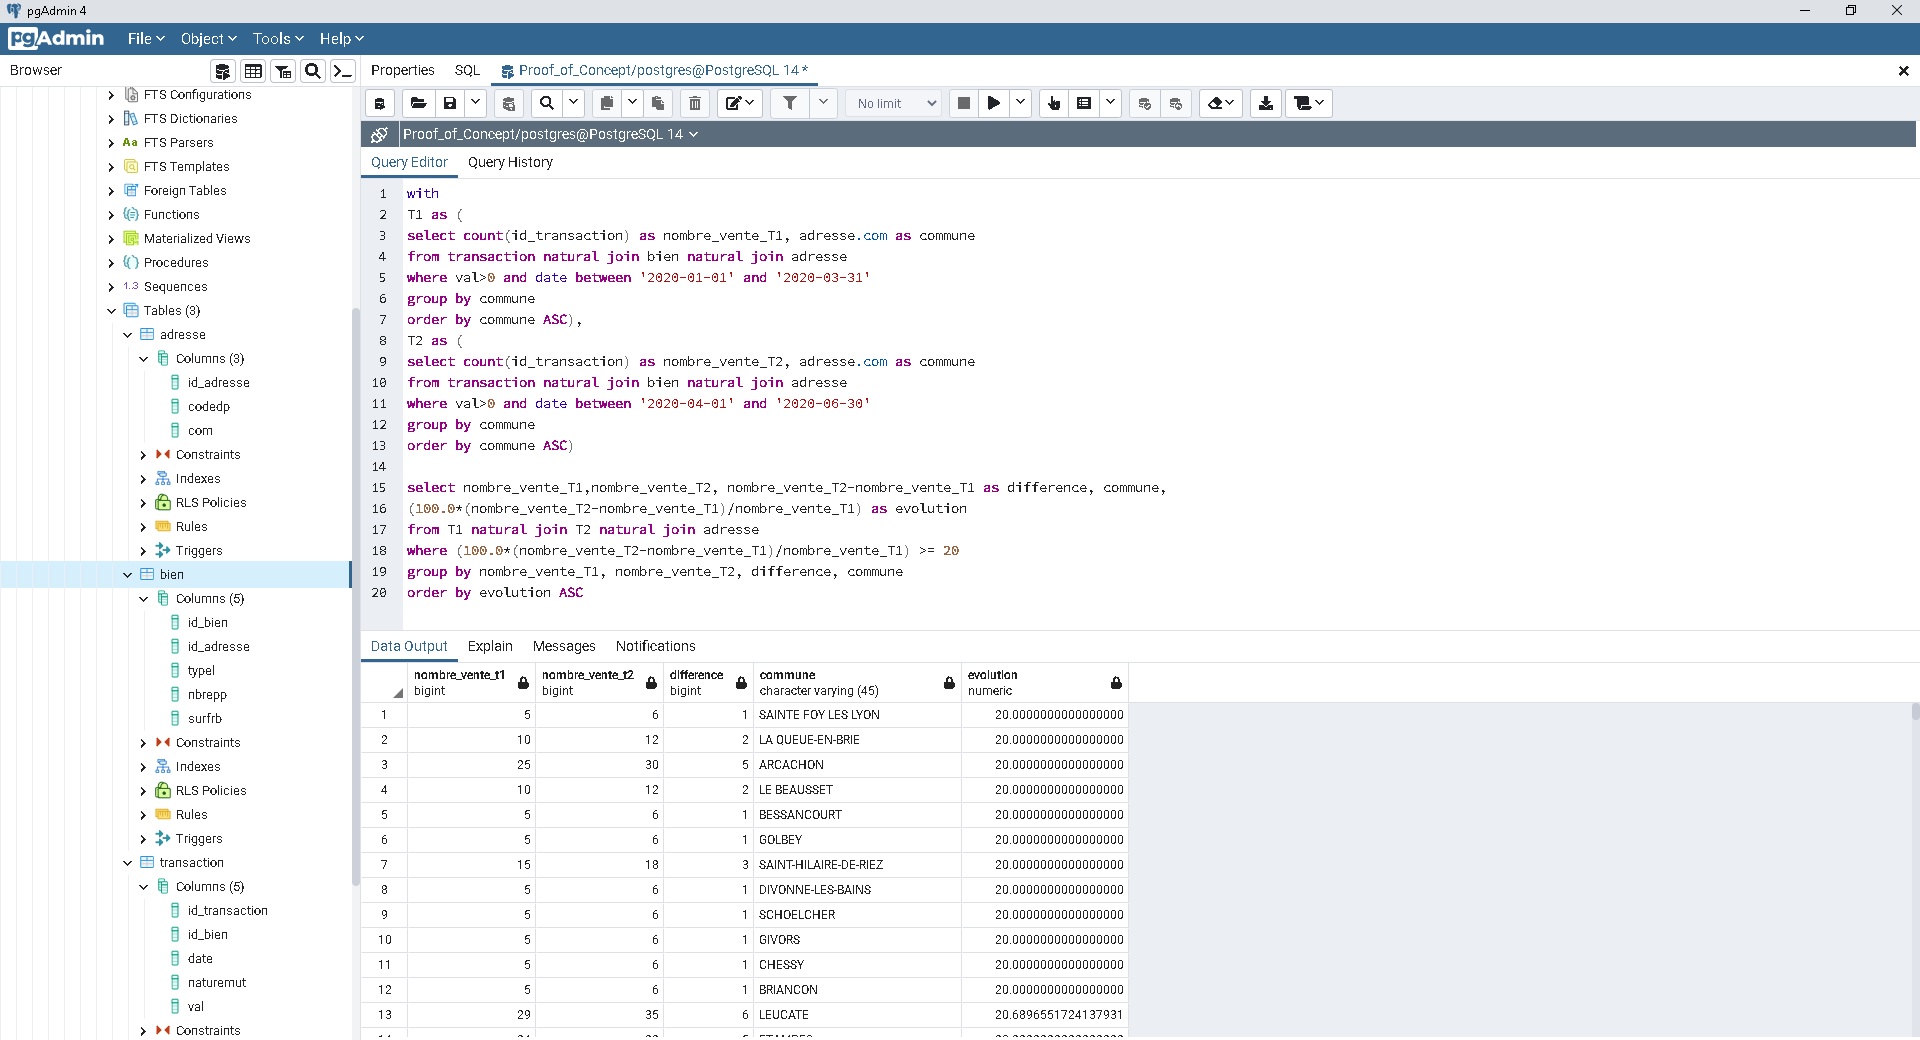 pgAdmin 4
pgAdmin File Object Tools Help
Browser Properties SQL Proof_of_Concept/postgres@PostgreSQL 14 *
No limit
Proof_of_Concept/postgres@PostgreSQL 14
Query Editor Query History
FTS Configurations
FTS Dictionaries
Aa FTS Parsers
FTS Templates
Foreign Tables
Functions
Materialized Views
Procedures
1..3 Sequences
Tables (3)
adresse
Columns (3)
id_adresse
codedp
com
Constraints
Indexes
RLS Policies
Rules
Triggers
bien
Columns (5)
id_bien
id_adresse
typel
nbrepp
surfrb
Constraints
Indexes
RLS Policies
Rules
Triggers
transaction
Columns (5)
id_transaction
id_bien
date
naturemut
val
Constraints
1 with
2 T1 as (
3 select count(id_transaction) as nombre_vente_T1, adresse.com as commune
4 from transaction natural join bien natural join adresse
5 where val>0 and date between '2020-01-01' and '2020-03-31'
6 group by commune
7 order by commune ASC),
8 T2 as (
9 select count(id_transaction) as nombre_vente_T2, adresse.com as commune
10 from transaction natural join bien natural join adresse
11 where val>0 and date between '2020-04-01' and '2020-06-30'
12 group by commune
13 order by commune ASC)
14
15 select nombre_vente_T1,nombre_vente_T2, nombre_vente_T2-nombre_vente_T1 as difference, commune,
16 (100.0*(nombre_vente_T2-nombre_vente_T1)/nombre_vente_T1) as evolution
17 from T1 natural join T2 natural join adresse
18 where (100.0*(nombre_vente_T2-nombre_vente_T1)/nombre_vente_T1) >= 20
19 group by nombre_vente_T1, nombre_vente_T2, difference, commune
20 order by evolution ASC
Data Output Explain Messages Notifications
nombre_vente_t1 nombre_vente_t2 difference commune evolution
bigint bigint bigint character varying (45) numeric
1 5 6 1 SAINTE FOY LES LYON 20.0000000000000000
2 10 12 2 LA QUEUE-EN-BRIE 20.0000000000000000
3 25 30 5 ARCACHON 20.0000000000000000
4 10 12 2 LE BEAUSSET 20.0000000000000000
5 5 6 1 BESSANCOURT 20.0000000000000000
6 5 6 1 GOLBEY 20.0000000000000000
7 15 18 3 SAINT-HILAIRE-DE-RIEZ 20.0000000000000000
8 5 6 1 DIVONNE-LES-BAINS 20.0000000000000000
9 5 6 1 SCHOELCHER 20.0000000000000000
10 5 6 1 GIVORS 20.0000000000000000
11 5 6 1 CHESSY 20.0000000000000000
12 5 6 1 BRIANCON 20.0000000000000000
13 29 35 6 LEUCATE 20.6896551724137931